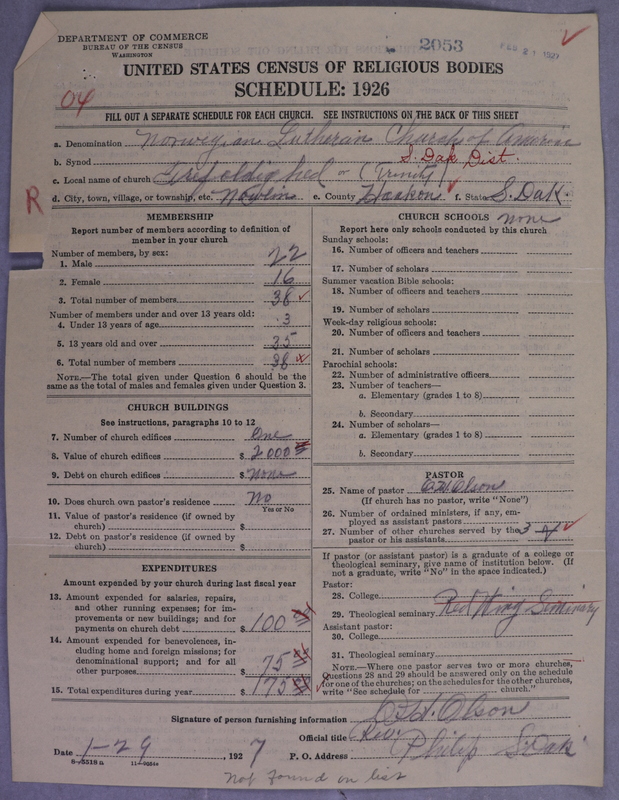 DEPARTMENT OF COMMERCE
BUREAU OF THE CENSUS
WASHINGTON
2053
FEB 21 1927
UNITED STATES CENSUS OF RELIGIOUS BODIES
SCHEDULE: 1926
04
FILL OUT A SEPARATE SCHEDULE FOR EACH CHURCH. SEE INSTRUCTIONS ON THE BACK OF THIS SHEET
a. Denomination Norwegian Lutheran Church of America
b. Synod S. Dak Dist.
c. Local name of church Trefoldighed or (Trinity)
R
d. City, town, village, or township, etc. Nowlin e. County Haakon f. State S. Dak.
MEMBERSHIP
Report number of members according to definition of
member in your church
Number of members, by sex:
1. Male 22
2. Female 16
3. Total number of members 38
Number of members under and over 13 years old:
4. Under 13 years of age 3
5. 13 years old and over 35
6. Total number of members 38
NOTE.—The total given under Question 6 should be the
same as the total of males and females given under Question 3.
CHURCH BUILDINGS
See instructions, paragraphs 10 to 12
7. Number of church edifices One
8. Value of church edifices $ 2000
9. Debt on church edifices $ None
10. Does church own pastor's residence No
Yes or No
11. Value of pastor's residence (if owned by
church) $
12. Debt on pastor's residence (if owned by
church) $
EXPENDITURES
Amount expended by your church during last fiscal year
13. Amount expended for salaries, repairs,
and other running expenses; for im-
provements or new buildings; and for
payments on church debt $ 100
14. Amount expended for benevolences, in-
cluding home and foreign missions; for
denominational support; and for all
other purposes $ 75
15. Total expenditures during year $ 175
CHURCH SCHOOLS none
Report here only schools conducted by this church
Sunday schools:
16. Number of officers and teachers
17. Number of scholars
Summer vacation Bible schools:
18. Number of officers and teachers
19. Number of scholars
Week-day religious schools:
20. Number of officers and teachers
21. Number of scholars
Parochial schools:
22. Number of administrative officers
23. Number of teachers—
a. Elementary (grades 1 to 8)
b. Secondary
24. Number of scholars—
a. Elementary (grades 1 to 8)
b. Secondary
PASTOR
25. Name of pastor Olson
(If church has no pastor, write "None")
26. Number of ordained ministers, if any, em-
ployed as assistant pastors
27. Number of other churches served by the 3
pastor or his assistants
If pastor (or assistant pastor) is a graduate of a college or
theological seminary, give name of institution below. (If
not a graduate, write "No" in the space indicated.)
Pastor:
28. College
29. Theological seminary Red Wing Seminary
Assistant pastor:
30. College
31. Theological seminary
NOTE.—Where one pastor serves two or more churches,
Questions 28 and 29 should be answered only on the schedule
for one of the churches; on the schedules for the other churches,
write "See schedule for church."
Signature of person furnishing information Olson
Official title Rev.
Date 1-29, 1927 P. O. Address Philip S. Dak
8-5518 a
Not found on list